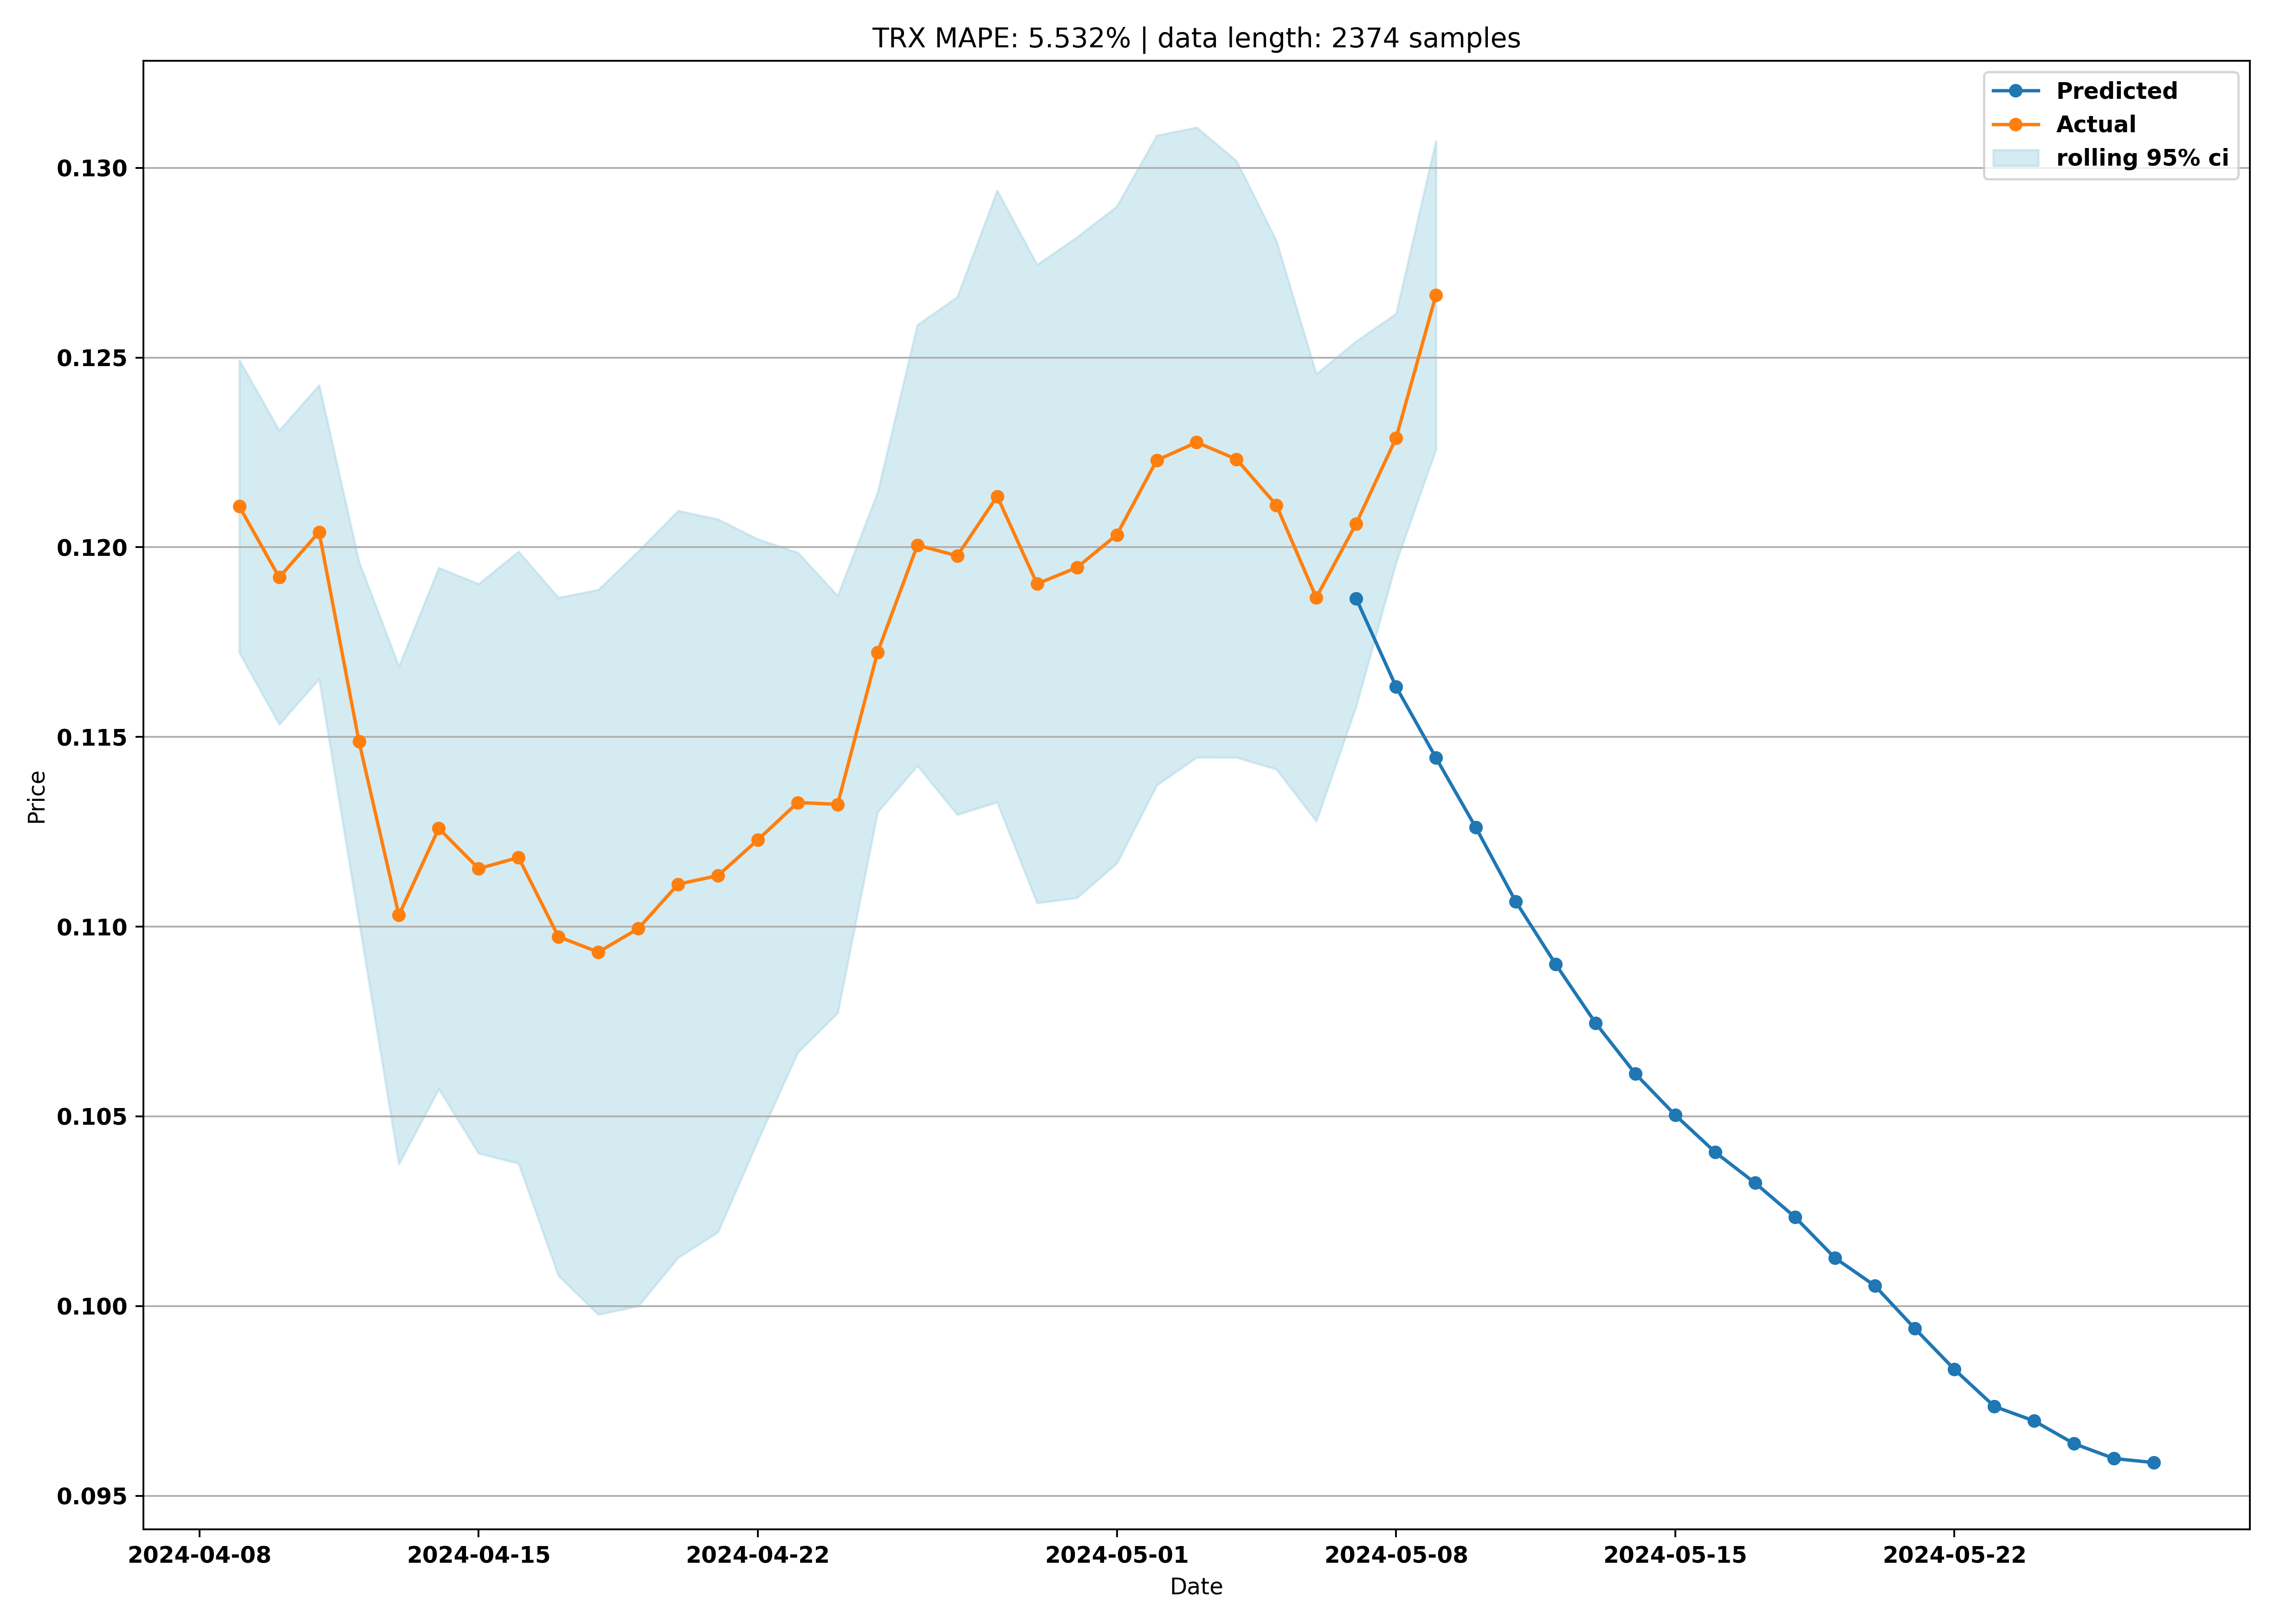 TRX MAPE: 5.532% | data length: 2374 samples
Predicted
Actual
rolling 95% ci
0.130
0.125
0.120
0.115
0.110
0.105
0.100
0.095
Price
2024-04-08 2024-04-15 2024-04-22 2024-05-01 2024-05-08 2024-05-15 2024-05-22
Date